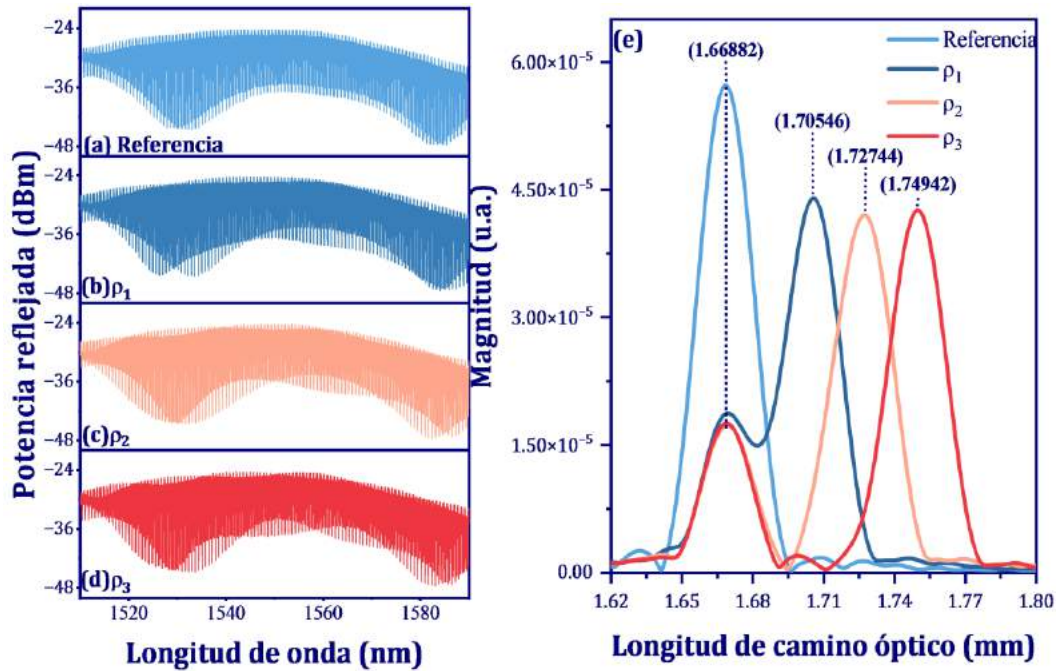 Potencia reflejada (dBm)
−24
−36
−48
(a) Referencia
−24
−36
−48
(b)ρ₁
−24
−36
−48
(c)ρ₂
−24
−36
−48
(d)ρ₃
1520
1540
1560
1580
Longitud de onda (nm)
(e)
Magnitud (u.a.)
6.00×10⁻⁵
4.50×10⁻⁵
3.00×10⁻⁵
1.50×10⁻⁵
0.00
(1.66882)
(1.70546)
(1.72744)
(1.74942)
Referencia
ρ₁
ρ₂
ρ₃
1.62
1.65
1.68
1.71
1.74
1.77
1.80
Longitud de camino óptico (mm)